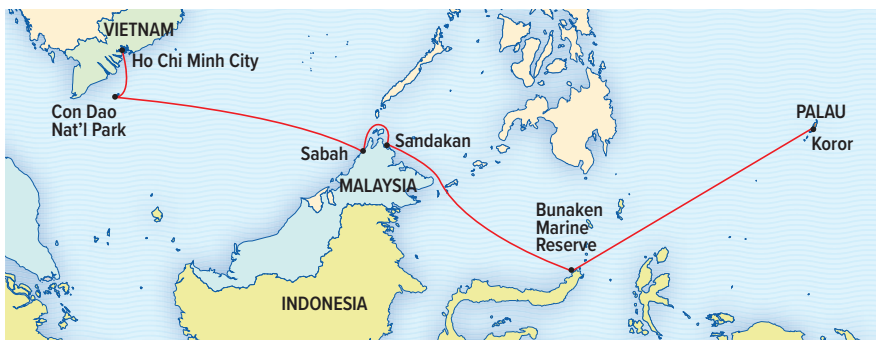 VIETNAM
Ho Chi Minh City
Con Dao
Nat'l Park
Sabah
Sandakan
MALAYSIA
PALAU
Koror
Bunaken
Marine
Reserve
INDONESIA